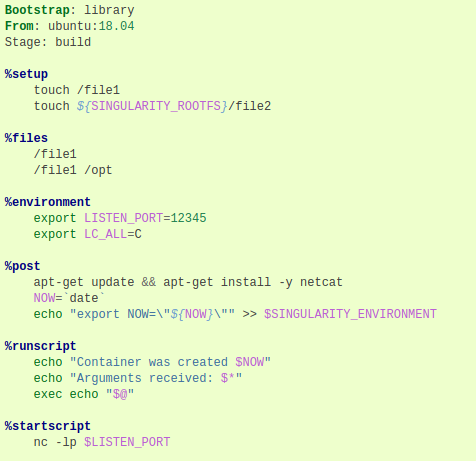 Bootstrap: library
From: ubuntu:18.04
Stage: build

%setup
    touch /file1
    touch ${SINGULARITY_ROOTFS}/file2

%files
    /file1
    /file1 /opt

%environment
    export LISTEN_PORT=12345
    export LC_ALL=C

%post
    apt-get update && apt-get install -y netcat
    NOW=`date`
    echo "export NOW=\"${NOW}\"" >> $SINGULARITY_ENVIRONMENT

%runscript
    echo "Container was created $NOW"
    echo "Arguments received: $*"
    exec echo "$@"

%startscript
    nc -lp $LISTEN_PORT